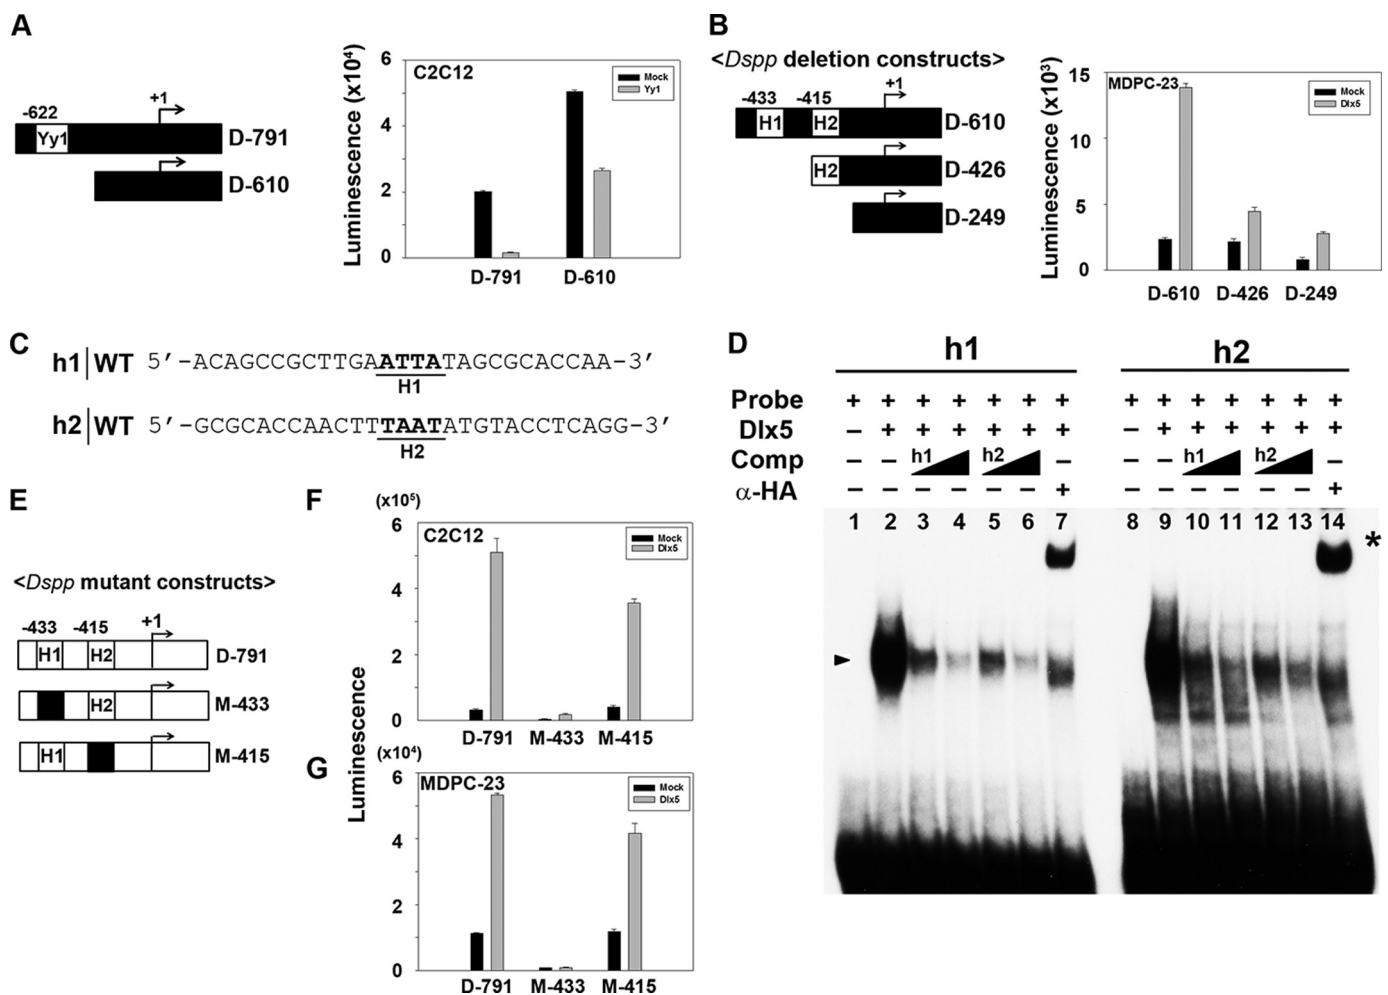 A
-622
+1
Yy1
D-791
D-610
Luminescence (x10⁴)
C2C12
Mock
Yy1
6
4
2
0
D-791 D-610
B
<Dspp deletion constructs>
-433 -415 +1
H1 H2 D-610
H2 D-426
D-249
Luminescence (x10³)
MDPC-23
Mock
Dlx5
15
10
5
0
D-610 D-426 D-249
C
h1|WT 5′-ACAGCCGCTTGAATTATAGCGCACCAA-3′
H1
h2|WT 5′-GCGCACCAACTTTAATATGTACCTCAGG-3′
H2
D
h1 h2
Probe + + + + + + + + + + + + + +
Dlx5 – + + + + + + – + + + + + +
Comp – – h1 h2 – – – h1 h2 –
α-HA – – – – – – + – – – – – – +
1 2 3 4 5 6 7 8 9 10 11 12 13 14
*
E
<Dspp mutant constructs>
-433 -415 +1
H1 H2 D-791
H2 M-433
H1 M-415
F
(x10⁵)
C2C12
Mock
Dlx5
6
4
2
0
D-791 M-433 M-415
Luminescence
G
(x10⁴)
MDPC-23
Mock
Dlx5
6
4
2
0
D-791 M-433 M-415